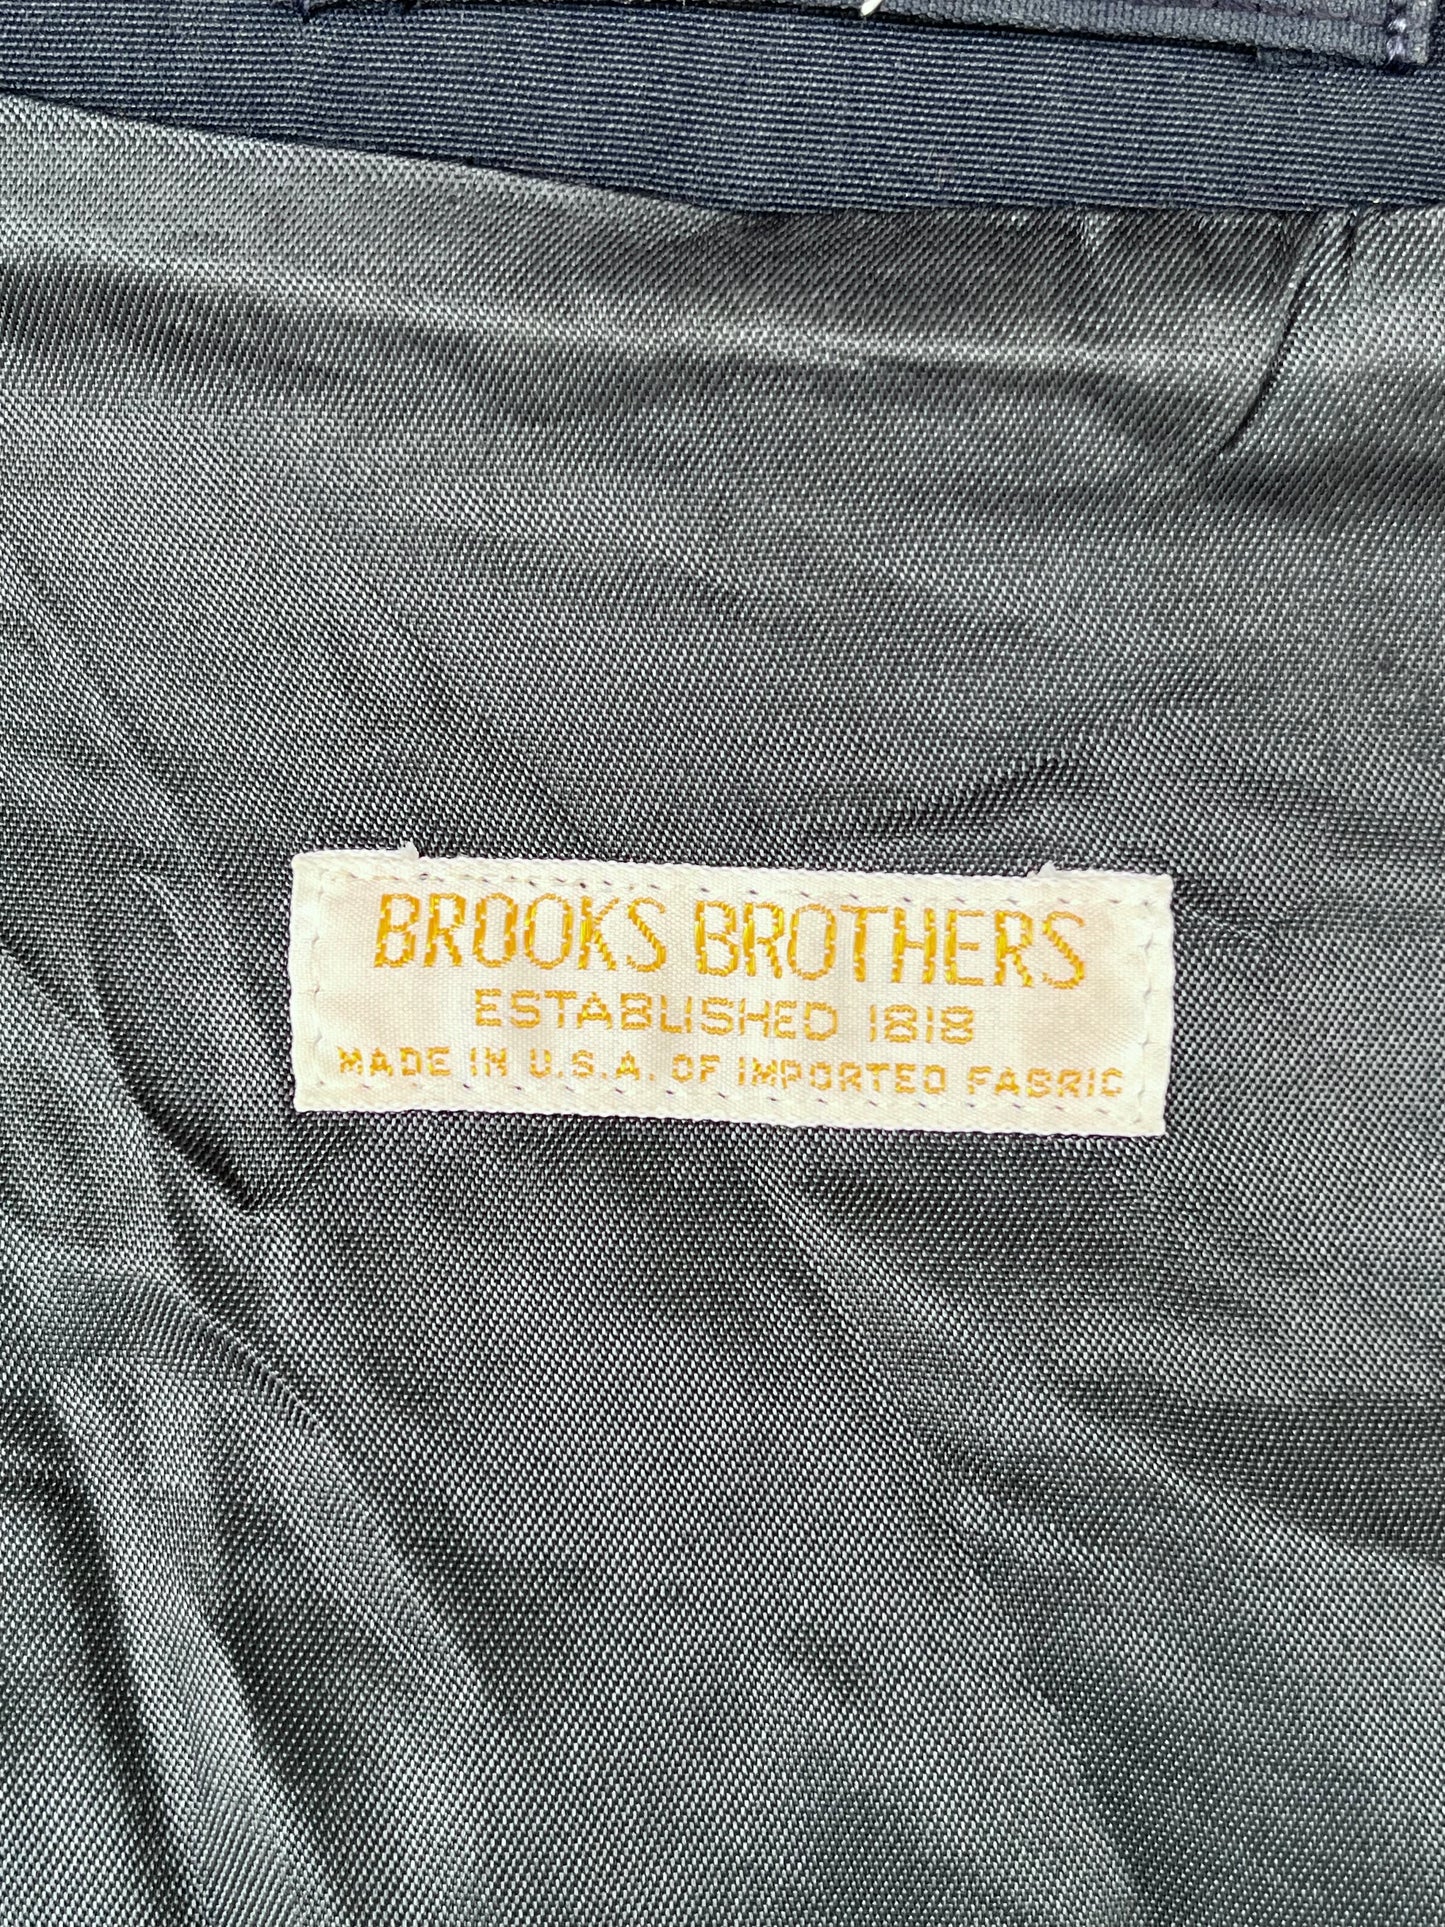 BROOKS BROTHERS
ESTABLISHED 1818
MADE IN U.S.A. OF IMPORTED FABRIC